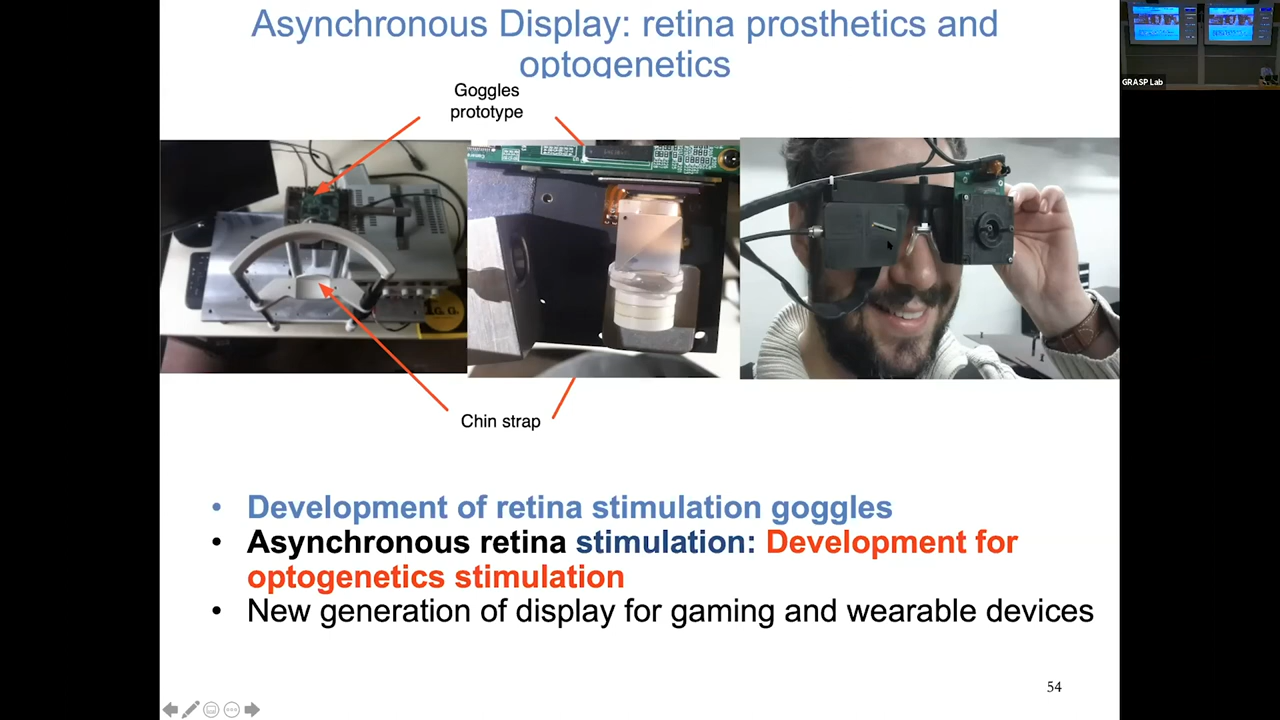 Asynchronous Display: retina prosthetics and
optogenetics
GRASP Lab
Goggles
prototype
Chin strap
• Development of retina stimulation goggles
• Asynchronous retina stimulation: Development for
optogenetics stimulation
• New generation of display for gaming and wearable devices
54